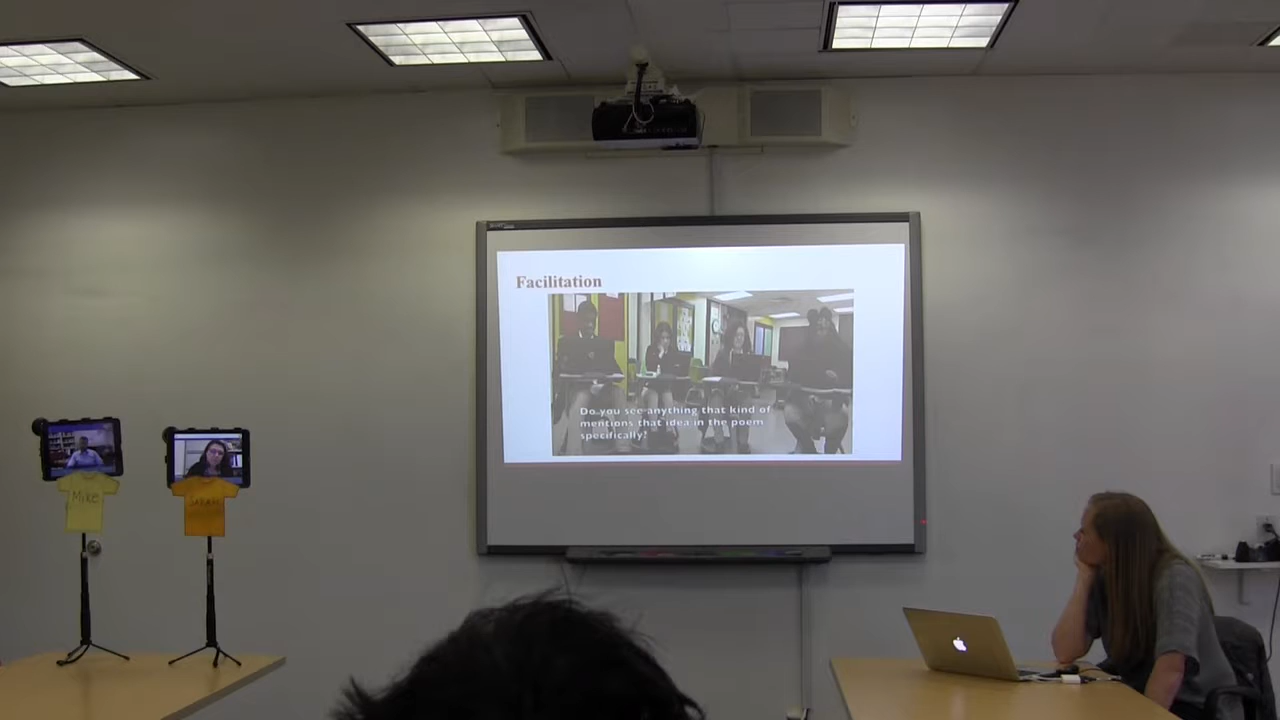 Facilitation
Do you see anything that kind of
mentions that idea in the poem
specifically?
Mike